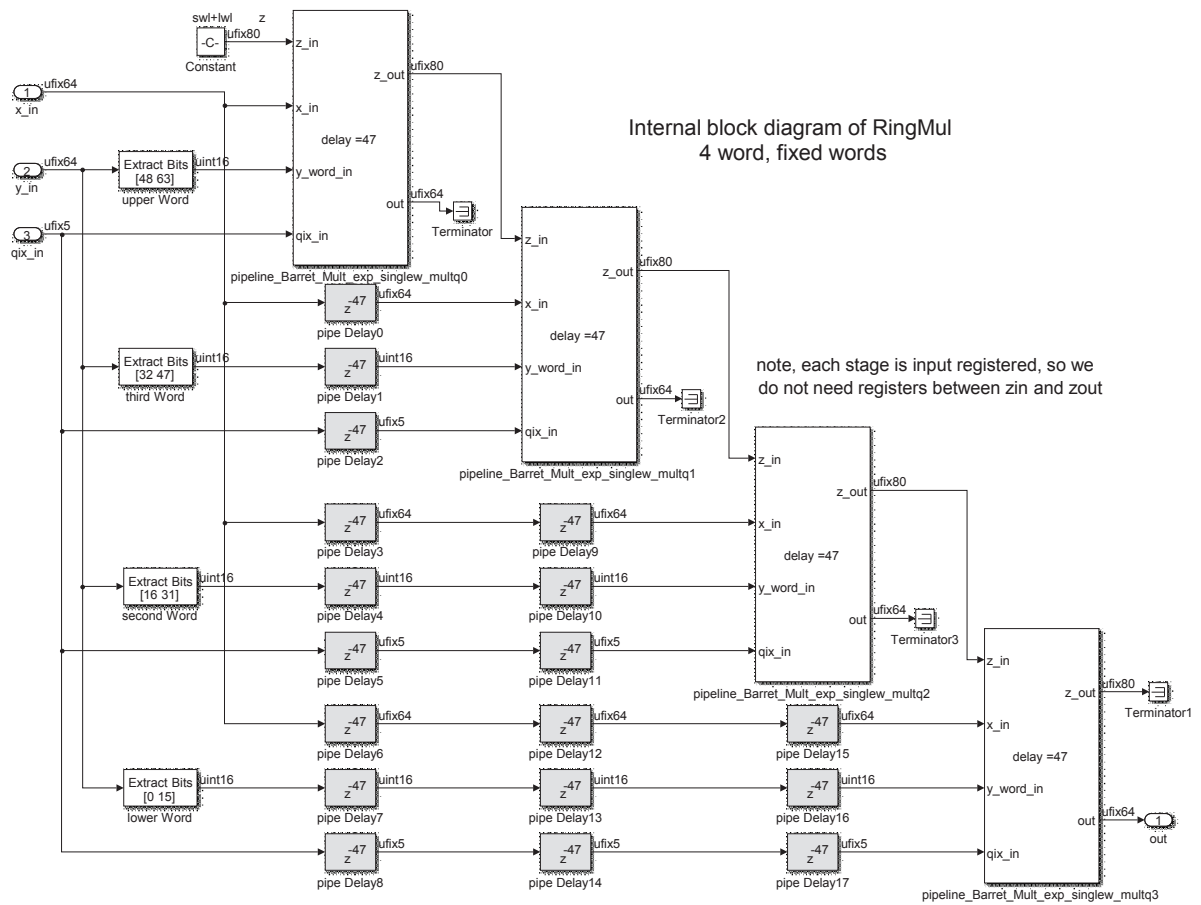 swl+lwl z
-C-
ufix80
Constant
z_in
z_out
ufix80
1
ufix64
x_in
x_in
delay =47
Internal block diagram of RingMul
4 word, fixed words
2
ufix64
y_in
Extract Bits
[48 63]
uint16
upper Word
y_word_in
out
ufix64
Terminator
3
ufix5
qix_in
qix_in
pipeline_Barret_Mult_exp_singlew_multq0
z_in
z_out
ufix80
-47
z
ufix64
pipe Delay0
x_in
delay =47
Extract Bits
[32 47]
uint16
third Word
-47
z
uint16
pipe Delay1
y_word_in
note, each stage is input registered, so we
do not need registers between zin and zout
out
ufix64
Terminator2
-47
z
ufix5
pipe Delay2
qix_in
pipeline_Barret_Mult_exp_singlew_multq1
z_in
z_out
ufix80
-47
z
ufix64
pipe Delay3
-47
z
ufix64
pipe Delay9
x_in
delay =47
Extract Bits
[16 31]
uint16
second Word
-47
z
uint16
pipe Delay4
-47
z
uint16
pipe Delay10
y_word_in
out
ufix64
Terminator3
-47
z
ufix5
pipe Delay5
-47
z
ufix5
pipe Delay11
qix_in
pipeline_Barret_Mult_exp_singlew_multq2
z_in
z_out
ufix80
Terminator1
-47
z
ufix64
pipe Delay6
-47
z
ufix64
pipe Delay12
-47
z
ufix64
pipe Delay15
x_in
delay =47
Extract Bits
[0 15]
uint16
lower Word
-47
z
uint16
pipe Delay7
-47
z
uint16
pipe Delay13
-47
z
uint16
pipe Delay16
y_word_in
out
ufix64
1
out
-47
z
ufix5
pipe Delay8
-47
z
ufix5
pipe Delay14
-47
z
ufix5
pipe Delay17
qix_in
pipeline_Barret_Mult_exp_singlew_multq3